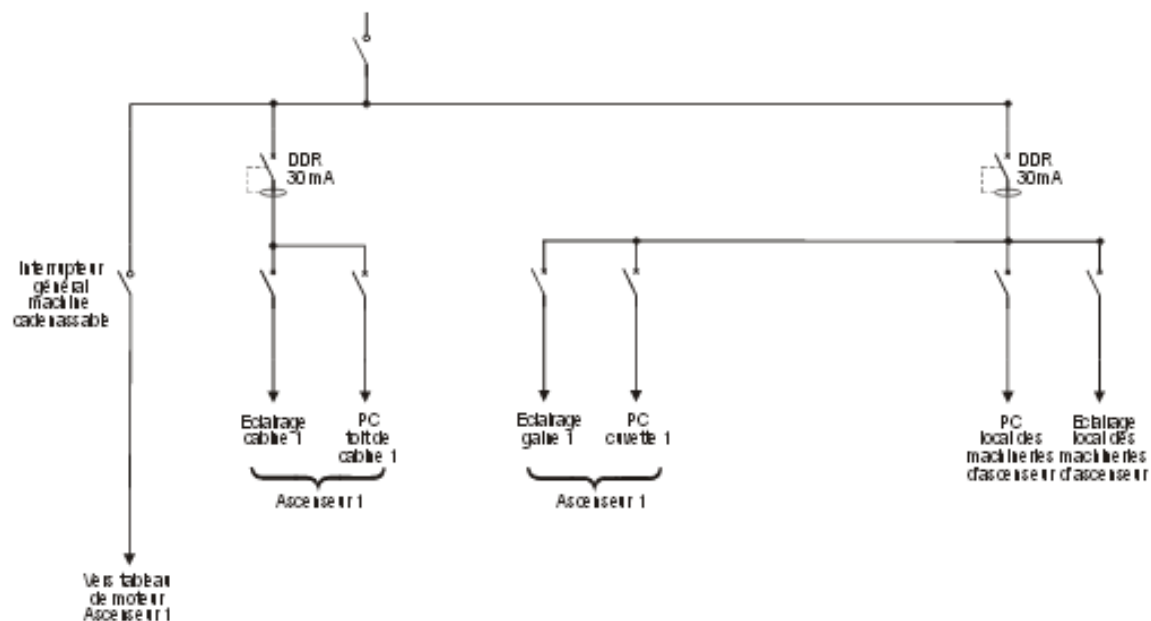 DDR
30 mA
DDR
30 mA
Interrupteur
général
machine
cadenassable
Eclairage
cabine 1
PC
toit de
cabine 1
Ascenseur 1
Eclairage
gaine 1
PC
cuvette 1
Ascenseur 1
PC
local des
machineries
d'ascenseur
Eclairage
local des
machineries
d'ascenseur
Vers tableau
de moteur
Ascenseur 1